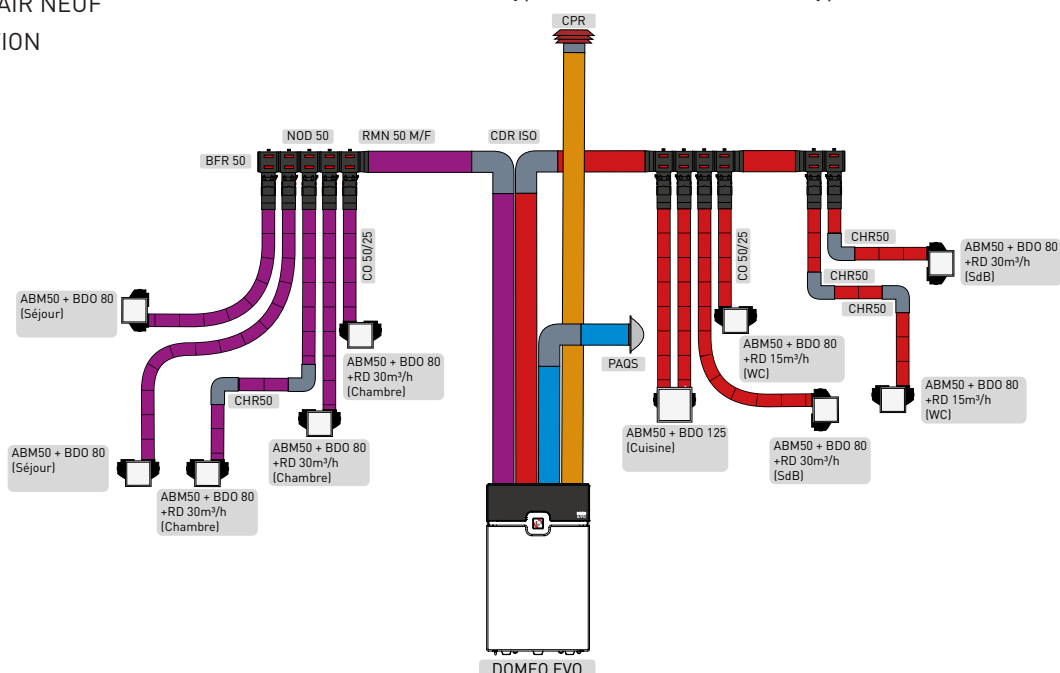 AIR NEUF
CPR
NOD 50
RMN 50 M/F
CDR ISO
BFR 50
CO 50/25
CO 50/25
CHR50
ABM50 + BDO 80
+RD 30m³/h
(SdB)
CHR50
CHR50
ABM50 + BDO 80
(Séjour)
ABM50 + BDO 80
+RD 30m³/h
(Chambre)
PAQS
ABM50 + BDO 80
+RD 15m³/h
(WC)
CHR50
ABM50 + BDO 80
+RD 15m³/h
(WC)
ABM50 + BDO 125
(Cuisine)
ABM50 + BDO 80
+RD 30m³/h
(SdB)
ABM50 + BDO 80
+RD 30m³/h
(Chambre)
ABM50 + BDO 80
(Séjour)
ABM50 + BDO 80
+RD 30m³/h
(Chambre)
DOMEO EVO